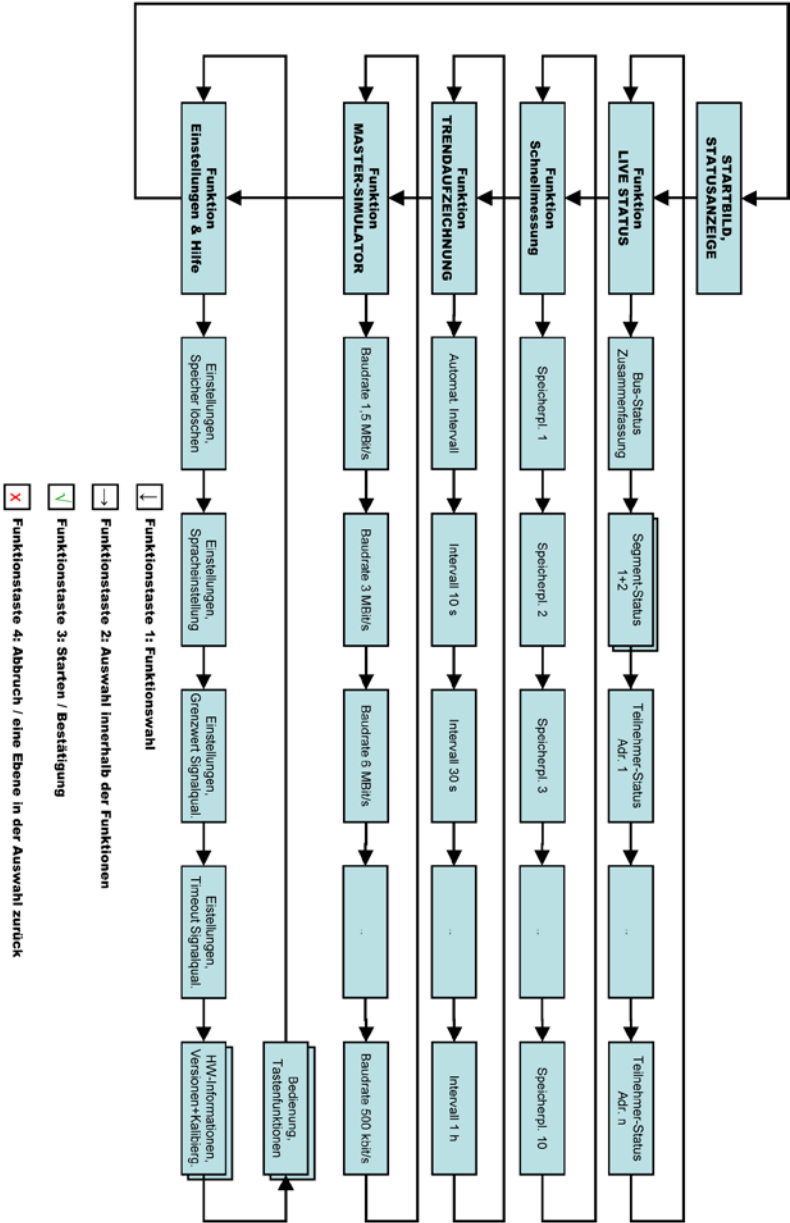 STARTBILD,
STATUSANZEIGE
Funktion
LIVE STATUS
Bus-Status
Zusammenfassung
Segment-Status
1+2
Teilnehmer-Status
Adr. 1
..
Teilnehmer-Status
Adr. n
Funktion
Schnellmessung
Speicherpl. 1
Speicherpl. 2
Speicherpl. 3
..
Speicherpl. 10
Funktion
TRENDAUFZEICHNUNG
Automat. Intervall
Intervall 10 s
Intervall 30 s
..
Intervall 1 h
Funktion
MASTER-SIMULATOR
Baudrate 1,5 MBit/s
Baudrate 3 MBit/s
Baudrate 6 MBit/s
..
Baudrate 500 kbit/s
Funktion
Einstellungen & Hilfe
Einstellungen,
Speicher löschen
Einstellungen,
Spracheinstellung
Einstellungen,
Grenzwert Signalqual.
Eistellungen,
Timeout Signalqual.
HW-Informationen,
Versionen+Kalibierg.
Bedienung,
Tastenfunktionen
↓ Funktionstaste 1: Funktionswahl
→ Funktionstaste 2: Auswahl innerhalb der Funktionen
√ Funktionstaste 3: Starten / Bestätigung
x Funktionstaste 4: Abbruch / eine Ebene in der Auswahl zurück